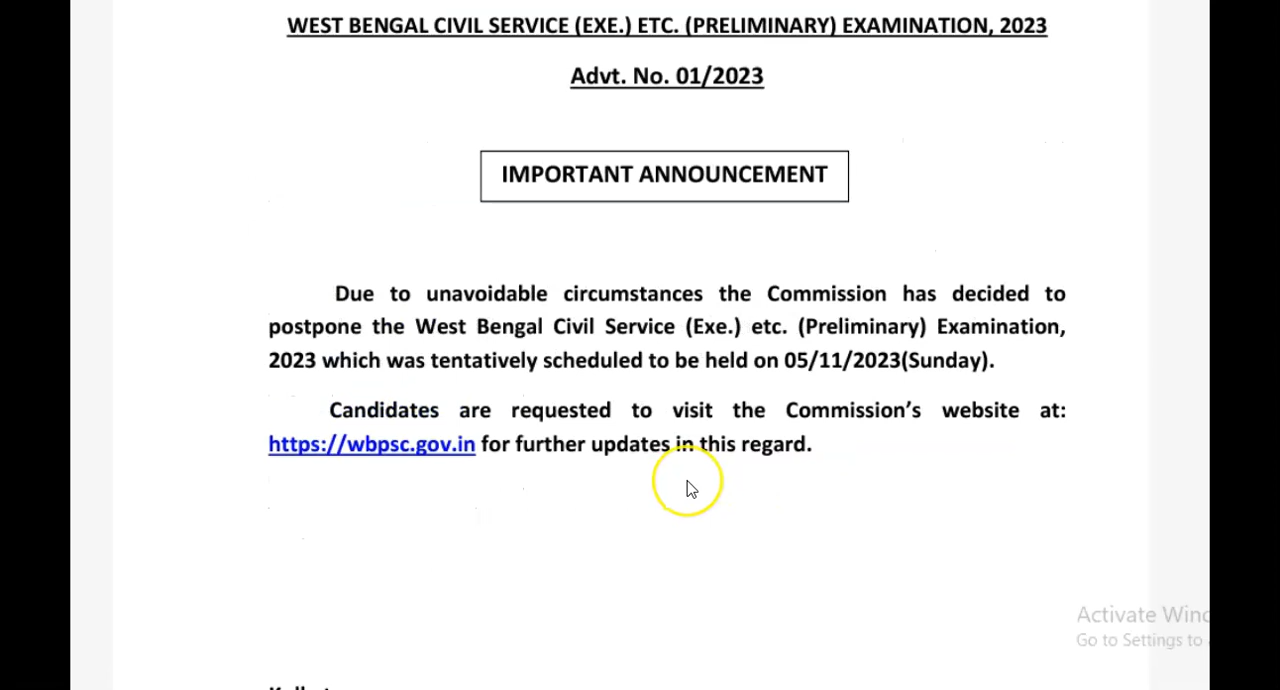 WEST BENGAL CIVIL SERVICE (EXE.) ETC. (PRELIMINARY) EXAMINATION, 2023
Advt. No. 01/2023
IMPORTANT ANNOUNCEMENT
Due to unavoidable circumstances the Commission has decided to
postpone the West Bengal Civil Service (Exe.) etc. (Preliminary) Examination,
2023 which was tentatively scheduled to be held on 05/11/2023(Sunday).
Candidates are requested to visit the Commission's website at:
https://wbpsc.gov.in for further updates in this regard.
Activate
Go to Settings to